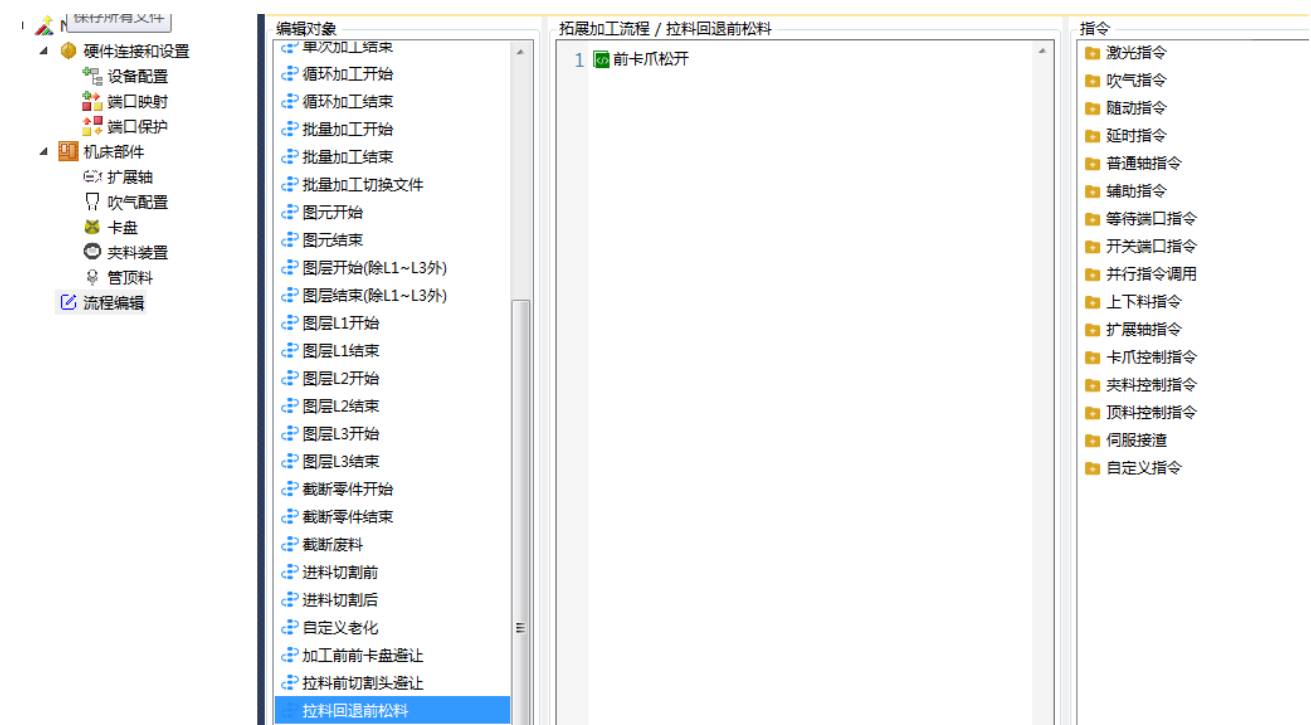 保存所有文件
N
硬件连接和设置
设备配置
端口映射
端口保护
机床部件
扩展轴
吹气配置
卡盘
夹料装置
管顶料
流程编辑
编辑对象
单次加工结束
循环加工开始
循环加工结束
批量加工开始
批量加工结束
批量加工切换文件
图元开始
图元结束
图层开始(除L1~L3外)
图层结束(除L1~L3外)
图层L1开始
图层L1结束
图层L2开始
图层L2结束
图层L3开始
图层L3结束
截断零件开始
截断零件结束
截断废料
进料切割前
进料切割后
自定义老化
加工前前卡盘避让
拉料前切割头避让
拉料回退前松料
拓展加工流程 / 拉料回退前松料
1 前卡爪松开
指令
激光指令
吹气指令
随动指令
延时指令
普通轴指令
辅助指令
等待端口指令
开关端口指令
并行指令调用
上下料指令
扩展轴指令
卡爪控制指令
夹料控制指令
顶料控制指令
伺服接渣
自定义指令